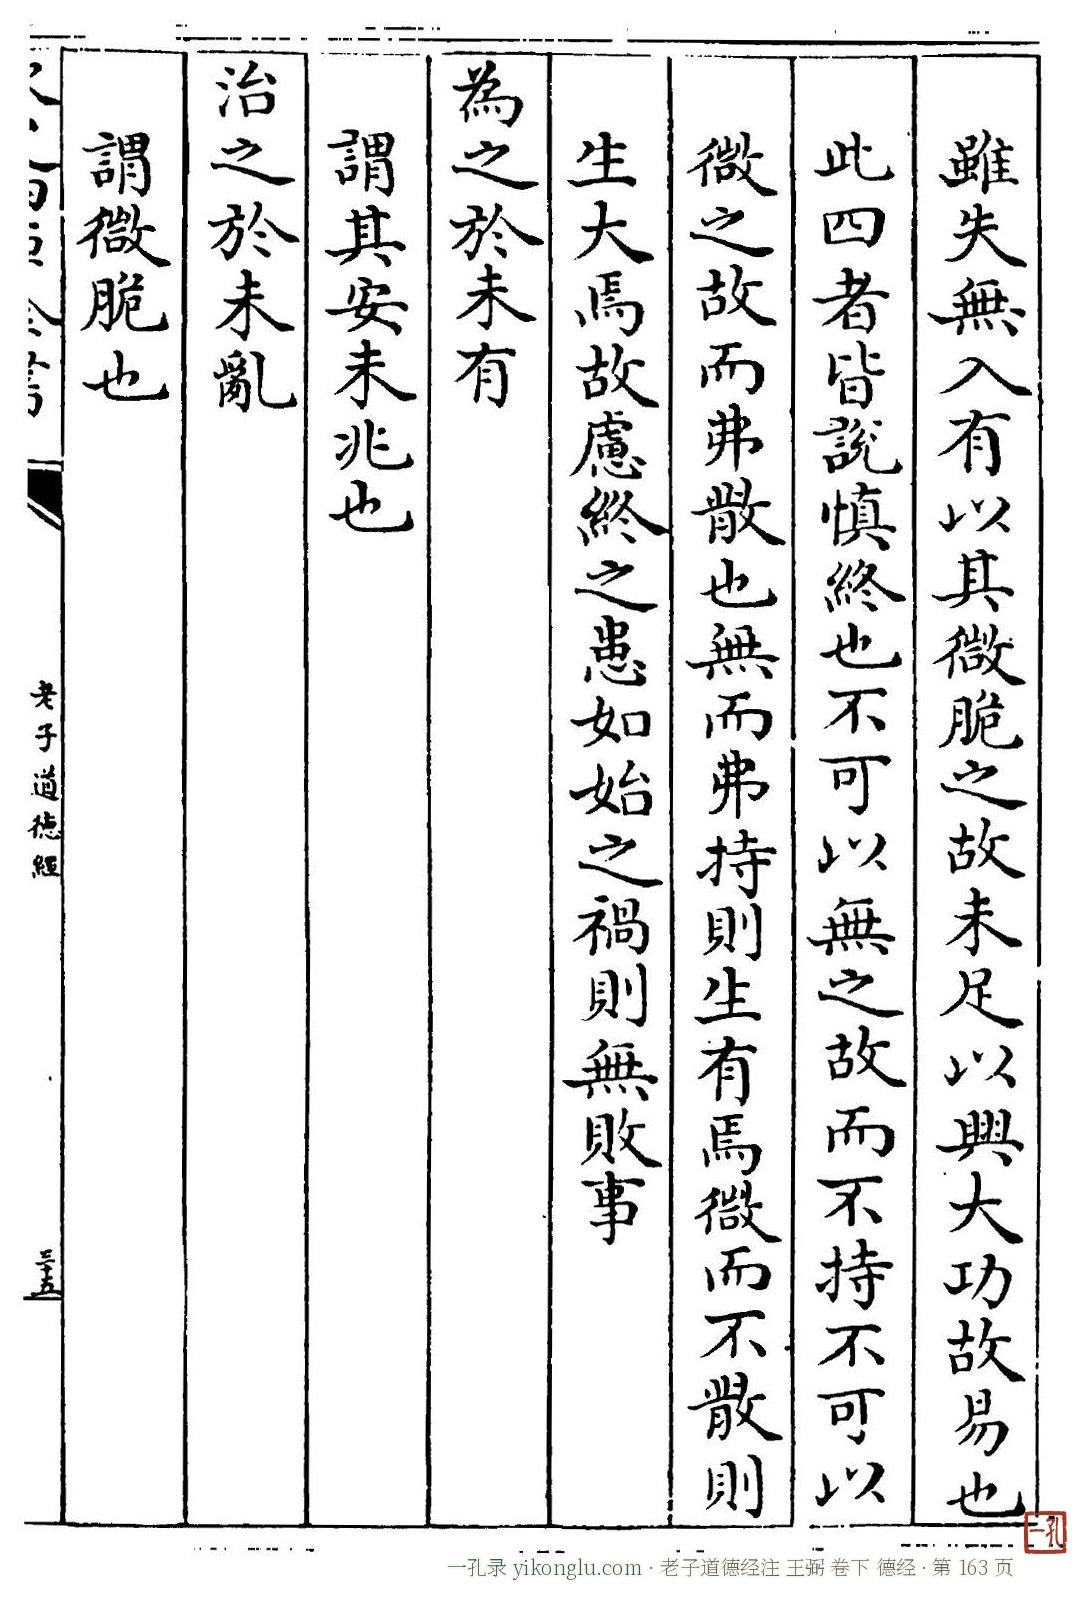 雖失無入有以其微脆之故未足以興大功故易也
此四者皆說慎終也不可以無之故而不持不可以
微之故而弗散也無而弗持則生有焉微而不散則
生大焉故慮終之患如始之禍則無敗事
為之於未有
謂其安未兆也
治之於未亂
謂微脆也
老子道德經
三十五
一孔
一孔录 yikonglu.com · 老子道德经注 王弼 卷下 德经 · 第 163 页